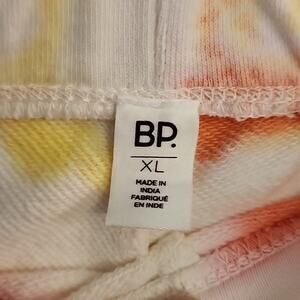 BP.
XL
MADE IN
INDIA
FABRIQUÉ
EN INDE